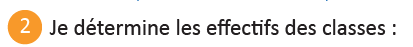 2 Je détermine les effectifs des classes :